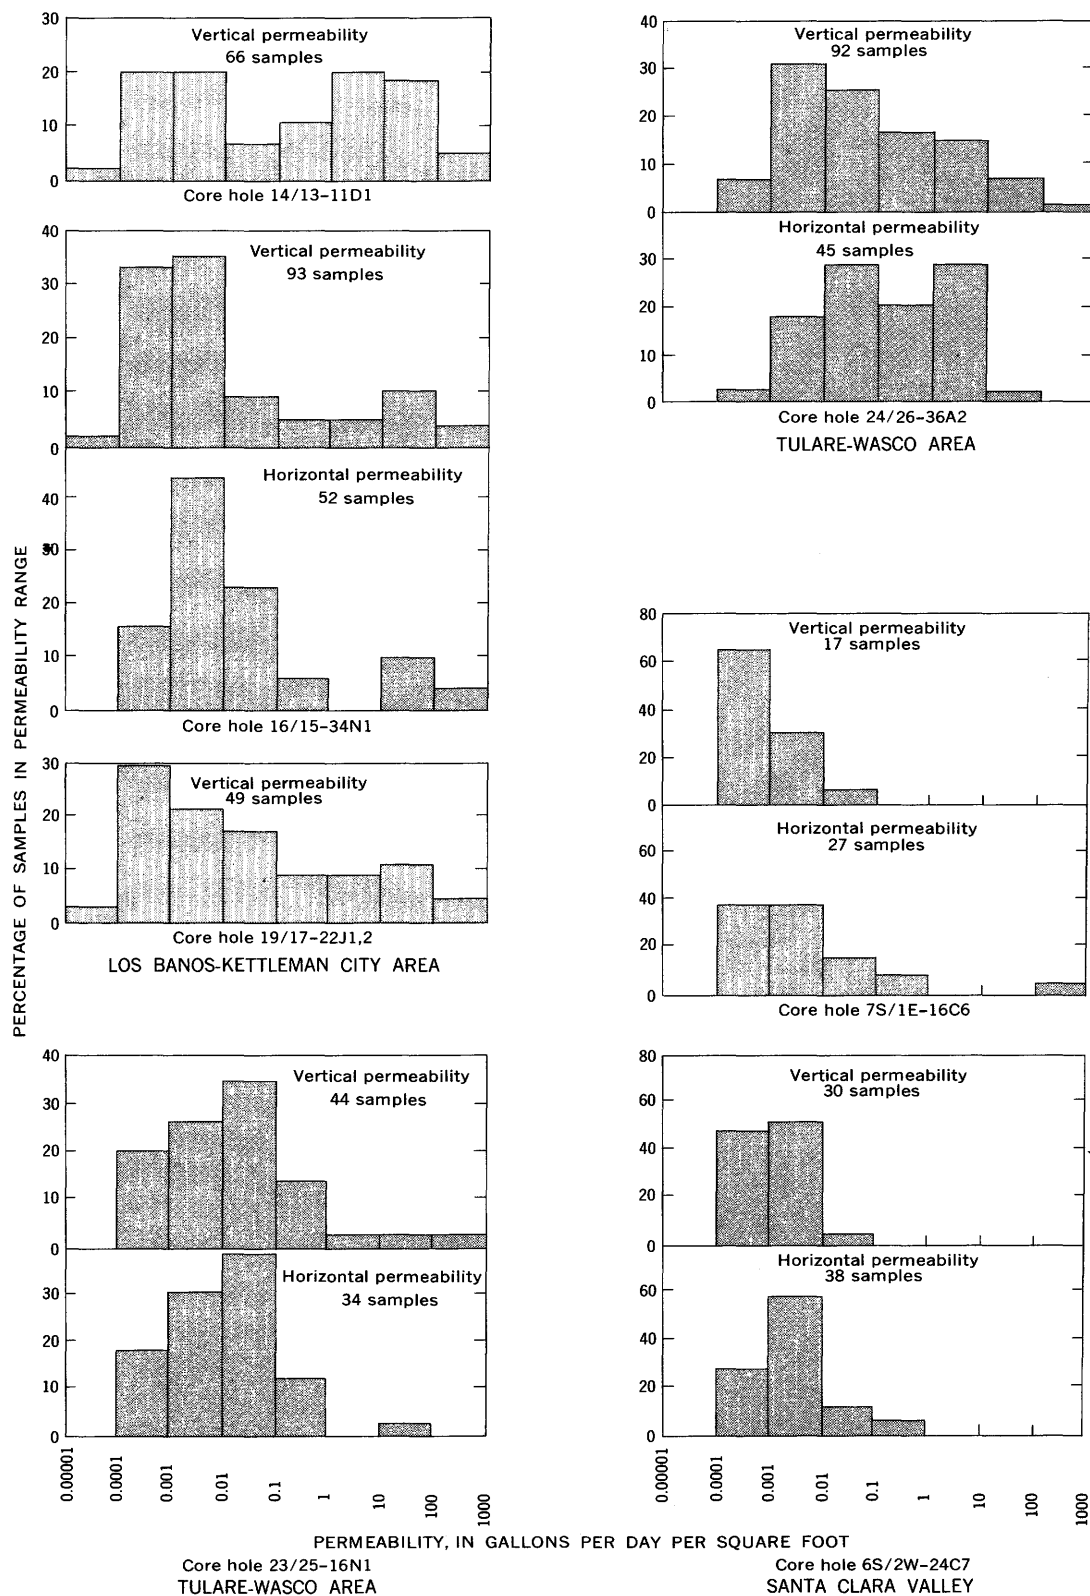 PERCENTAGE OF SAMPLES IN PERMEABILITY RANGE
30
20
10
0
Vertical permeability
66 samples
Core hole 14/13-11D1
40
30
20
10
0
Vertical permeability
93 samples
40
30
20
10
0
Horizontal permeability
52 samples
Core hole 16/15-34N1
30
20
10
0
Vertical permeability
49 samples
Core hole 19/17-22J1,2
LOS BANOS-KETTLEMAN CITY AREA
40
30
20
10
0
Vertical permeability
44 samples
30
20
10
0
Horizontal permeability
34 samples
0.00001
0.0001
0.001
0.01
0.1
1
10
100
1000
40
30
20
10
0
Vertical permeability
92 samples
30
20
10
0
Horizontal permeability
45 samples
Core hole 24/26-36A2
TULARE-WASCO AREA
80
60
40
20
0
Vertical permeability
17 samples
60
40
20
0
Horizontal permeability
27 samples
Core hole 7S/1E-16C6
80
60
40
20
0
Vertical permeability
30 samples
60
40
20
0
Horizontal permeability
38 samples
0.00001
0.0001
0.001
0.01
0.1
1
10
100
1000
PERMEABILITY, IN GALLONS PER DAY PER SQUARE FOOT
Core hole 23/25-16N1
TULARE-WASCO AREA
Core hole 6S/2W-24C7
SANTA CLARA VALLEY